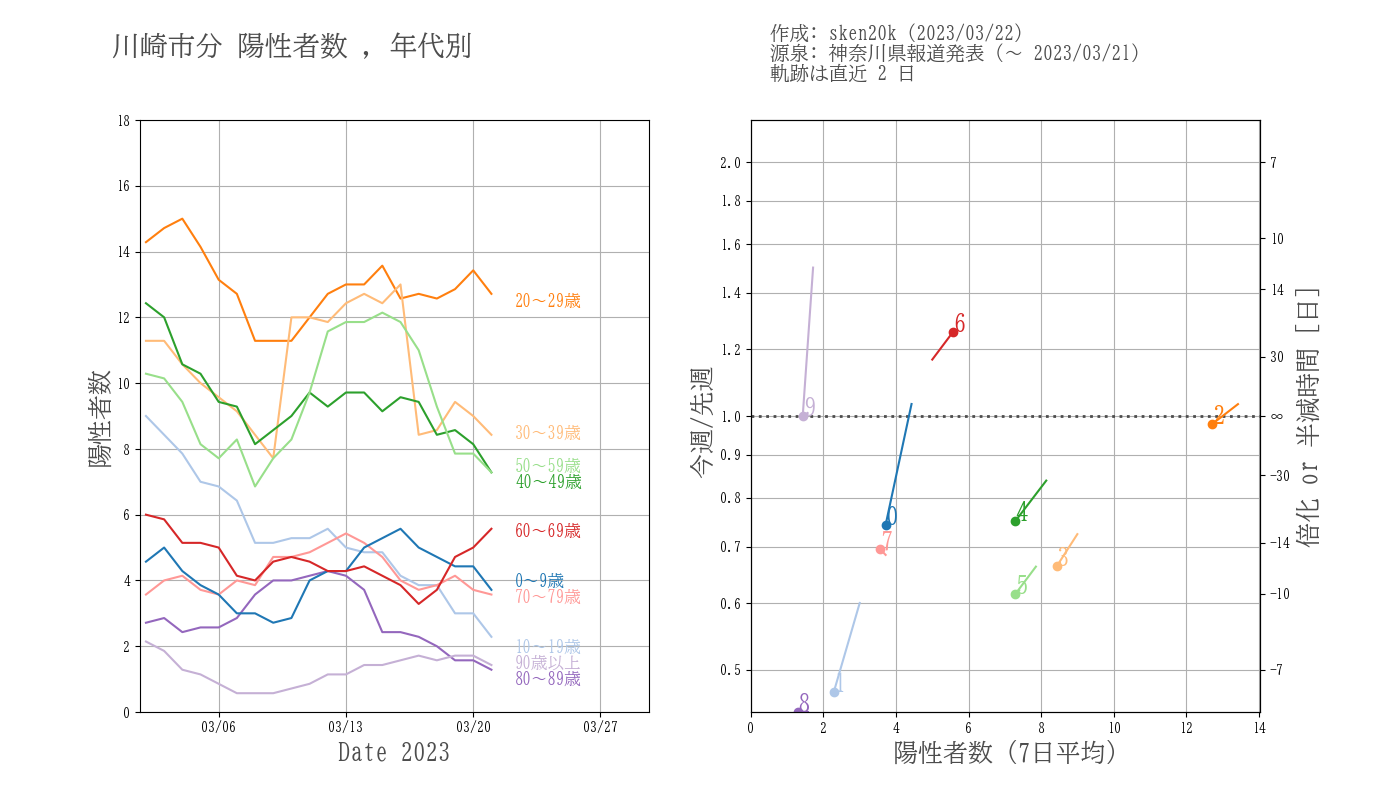 川崎市分 陽性者数 , 年代別
作成: sken20k (2023/03/22)
源泉: 神奈川県報道発表 (～ 2023/03/21)
軌跡は直近 2 日
陽性者数
18
16
14
12
10
8
6
4
2
0
03/06 03/13 03/20 03/27
Date 2023
20～29歳
30～39歳
50～59歳
40～49歳
60～69歳
0～9歳
70～79歳
10～19歳
90歳以上
80～89歳
今週/先週
2.0
1.8
1.6
1.4
1.2
1.0
0.9
0.8
0.7
0.6
0.5
9
6
2
0
7
4
3
5
1
8
0 2 4 6 8 10 12 14
陽性者数 (7日平均)
7
10
14
30
∞
−30
−14
−10
−7
倍化 or 半減時間 [日]